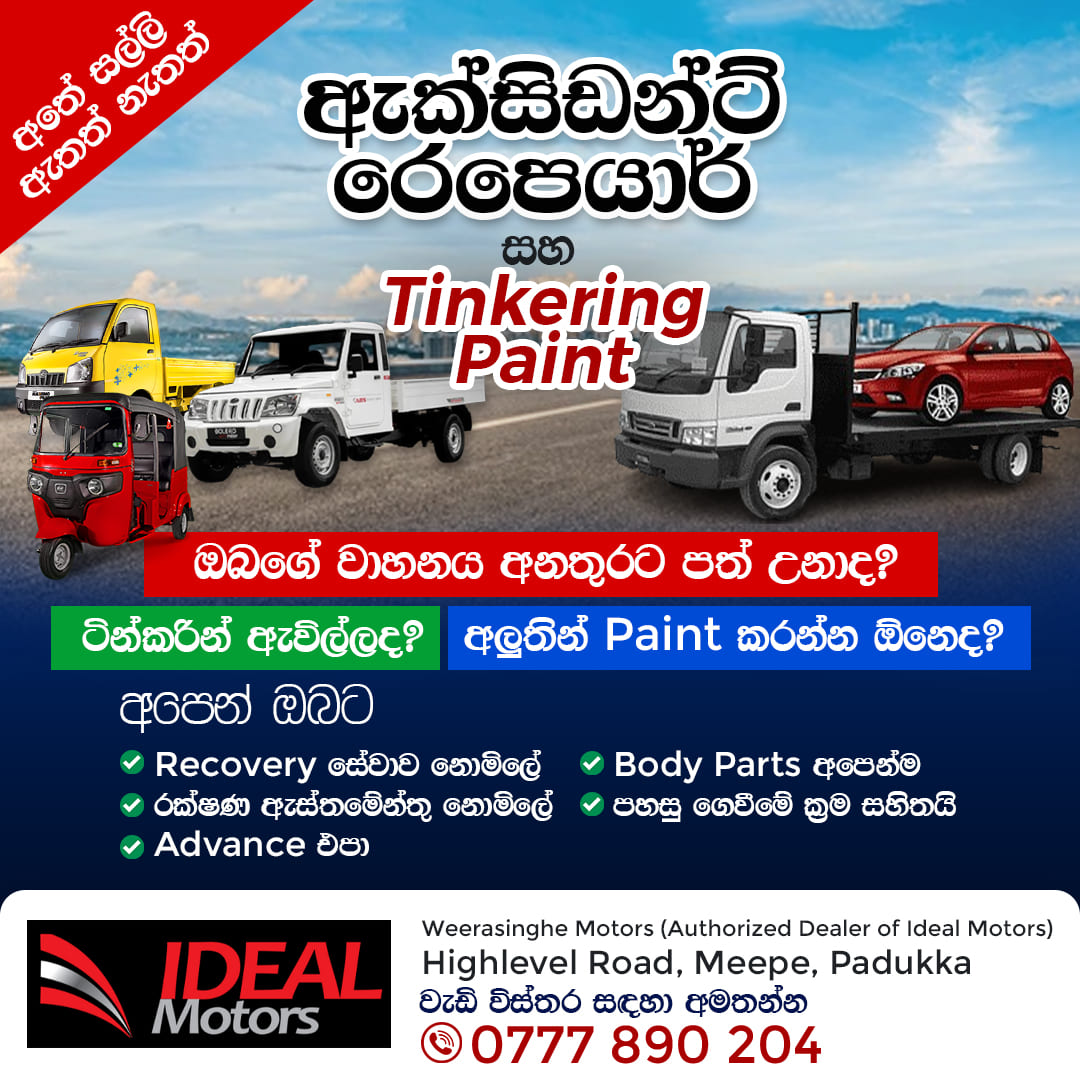 අතේ සල්ලි
ඇතත් නැතත්
ඇක්සිඩන්ට්
රෙපෙයාර්
සහ
Tinkering
Paint
BOLERO
ඔබගේ වාහනය අනතුරට පත් උනාද?
ටින්කරින් ඇවිල්ලද?
අලුතින් Paint කරන්න ඕනෙද?
අපෙන් ඔබට
Recovery සේවාව නොමිලේ
රක්ෂණ ඇස්තමේන්තු නොමිලේ
Advance එපා
Body Parts අපෙන්ම
පහසු ගෙවීමේ ක්‍රම සහිතයි
IDEAL
Motors
Weerasinghe Motors (Authorized Dealer of Ideal Motors)
Highlevel Road, Meepe, Padukka
වැඩි විස්තර සඳහා අමතන්න
0777 890 204